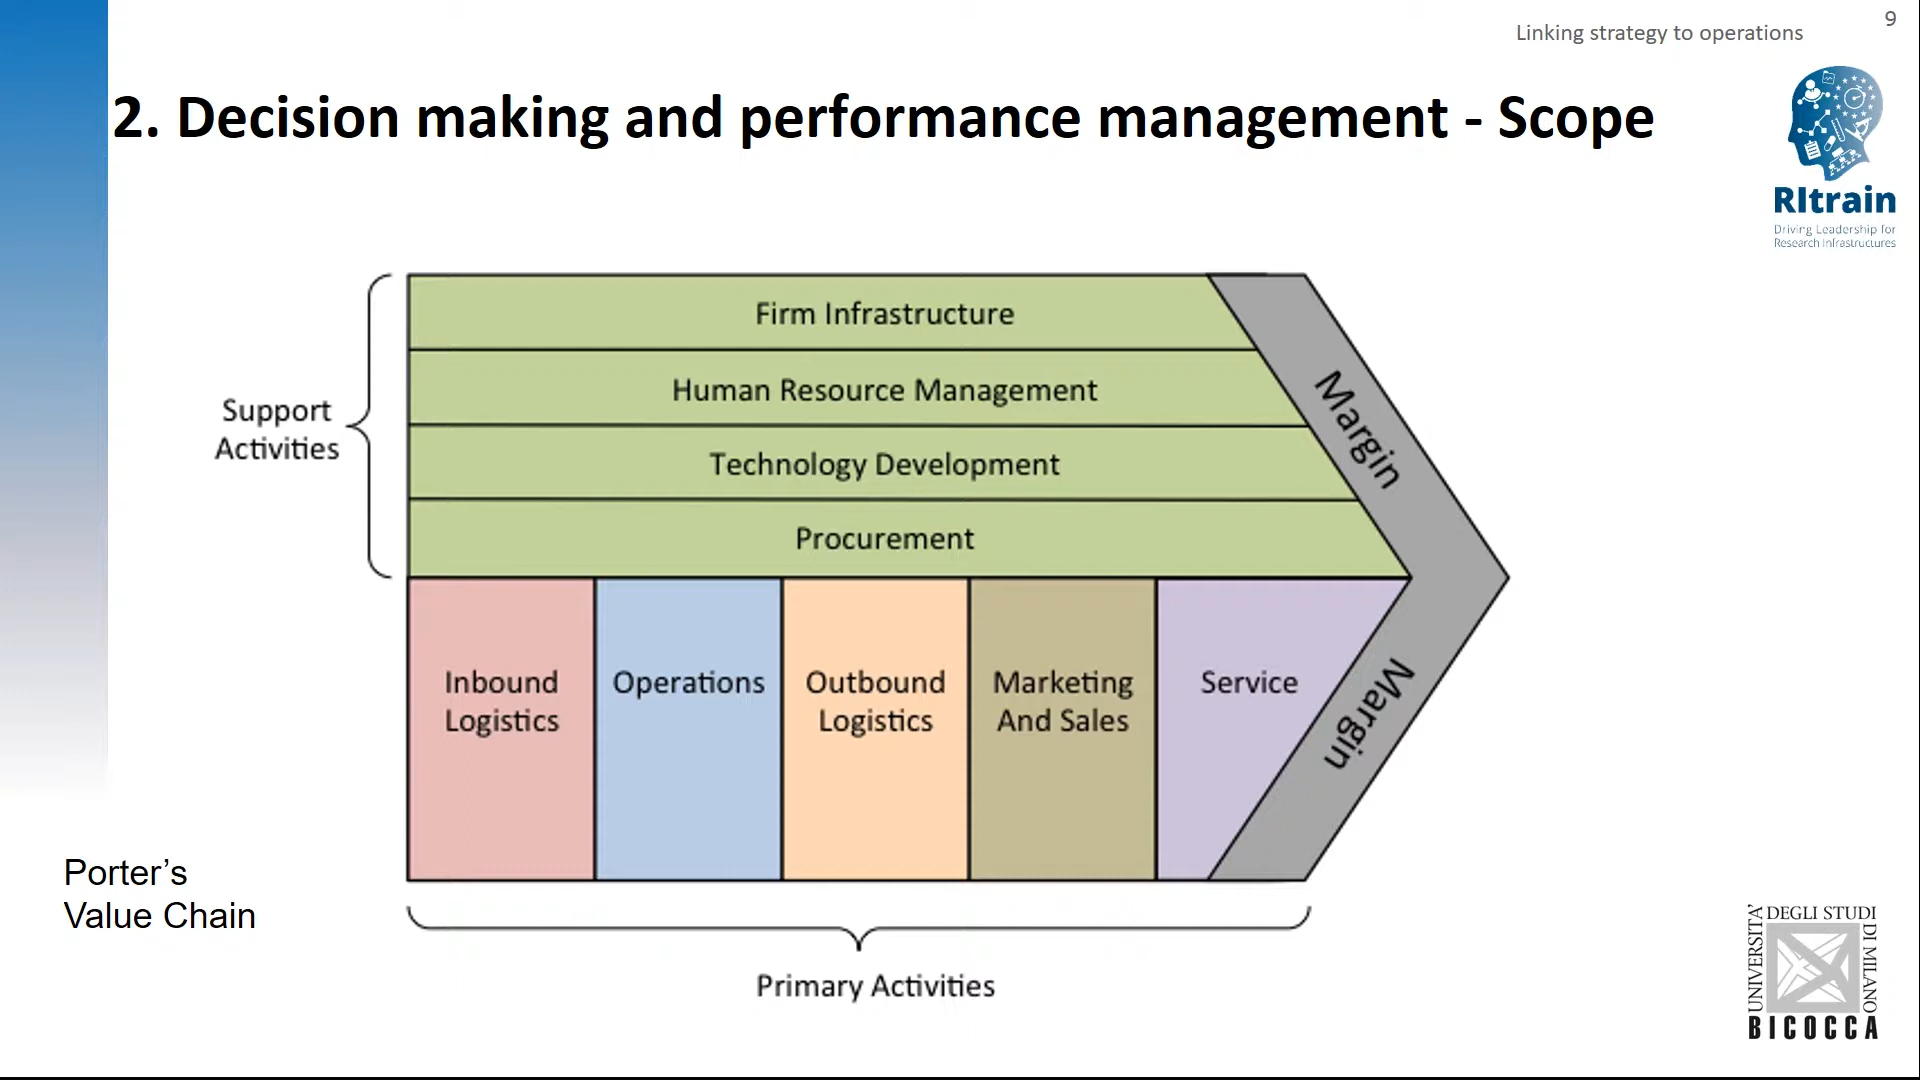 Linking strategy to operations
9
2. Decision making and performance management - Scope
RItrain
Driving Leadership for
Research Infrastructures
Support
Activities
Firm Infrastructure
Human Resource Management
Technology Development
Procurement
Margin
Inbound
Logistics
Operations
Outbound
Logistics
Marketing
And Sales
Service
Margin
Porter’s
Value Chain
Primary Activities
UNIVERSITA’
DEGLI STUDI
DI MILANO
BICOCCA